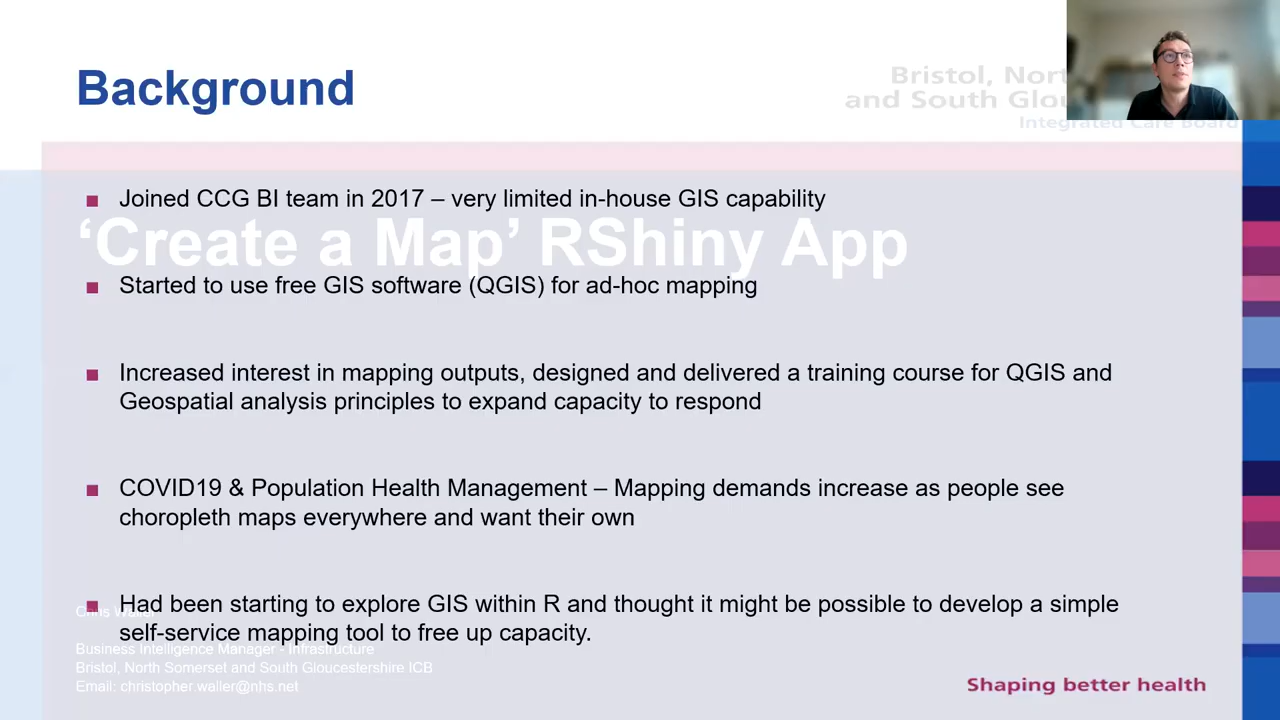 Background
Bristol, Nort
and South Glou
Integrated Care Board
■ Joined CCG BI team in 2017 – very limited in-house GIS capability
‘Create a Map’ RShiny App
■ Started to use free GIS software (QGIS) for ad-hoc mapping
■ Increased interest in mapping outputs, designed and delivered a training course for QGIS and
Geospatial analysis principles to expand capacity to respond
■ COVID19 & Population Health Management – Mapping demands increase as people see
choropleth maps everywhere and want their own
■ Had been starting to explore GIS within R and thought it might be possible to develop a simple
self-service mapping tool to free up capacity.
Chris Waller
Business Intelligence Manager - Infrastructure
Bristol, North Somerset and South Gloucestershire ICB
Email: christopher.waller@nhs.net
Shaping better health